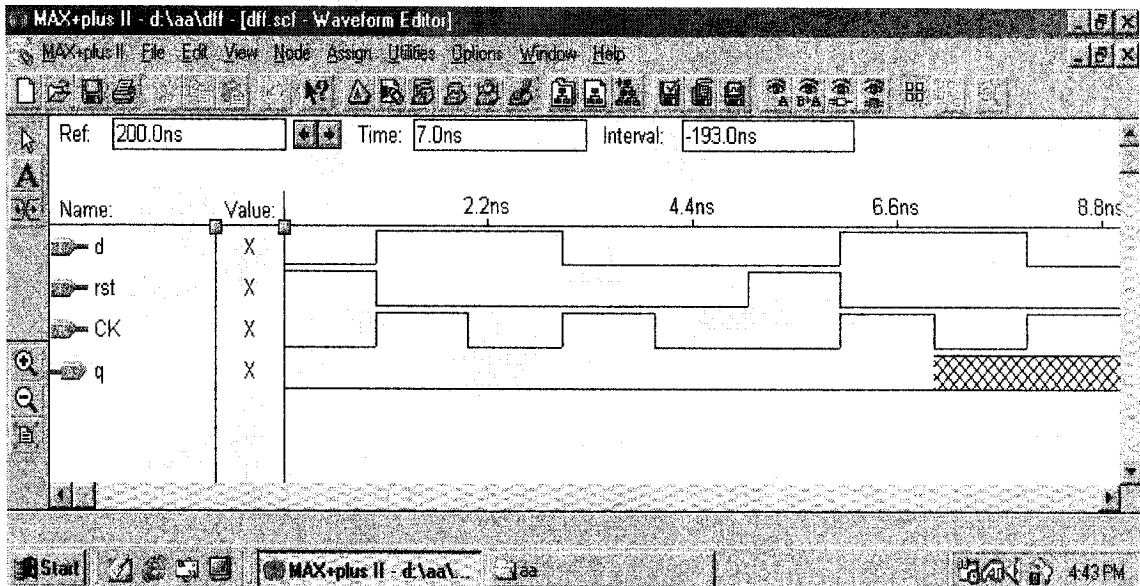 MAX+plus II - d:\aa\dff - [dff.scf - Waveform Editor]
MAX+plus II File Edit View Node Assign Utilities Options Window Help
Ref: 200.0ns Time: 7.0ns Interval: -193.0ns
Name: Value: 2.2ns 4.4ns 6.6ns 8.8ns
d X
rst X
CK X
q X
Start MAX+plus II - d:\aa\... aa 4:43 PM